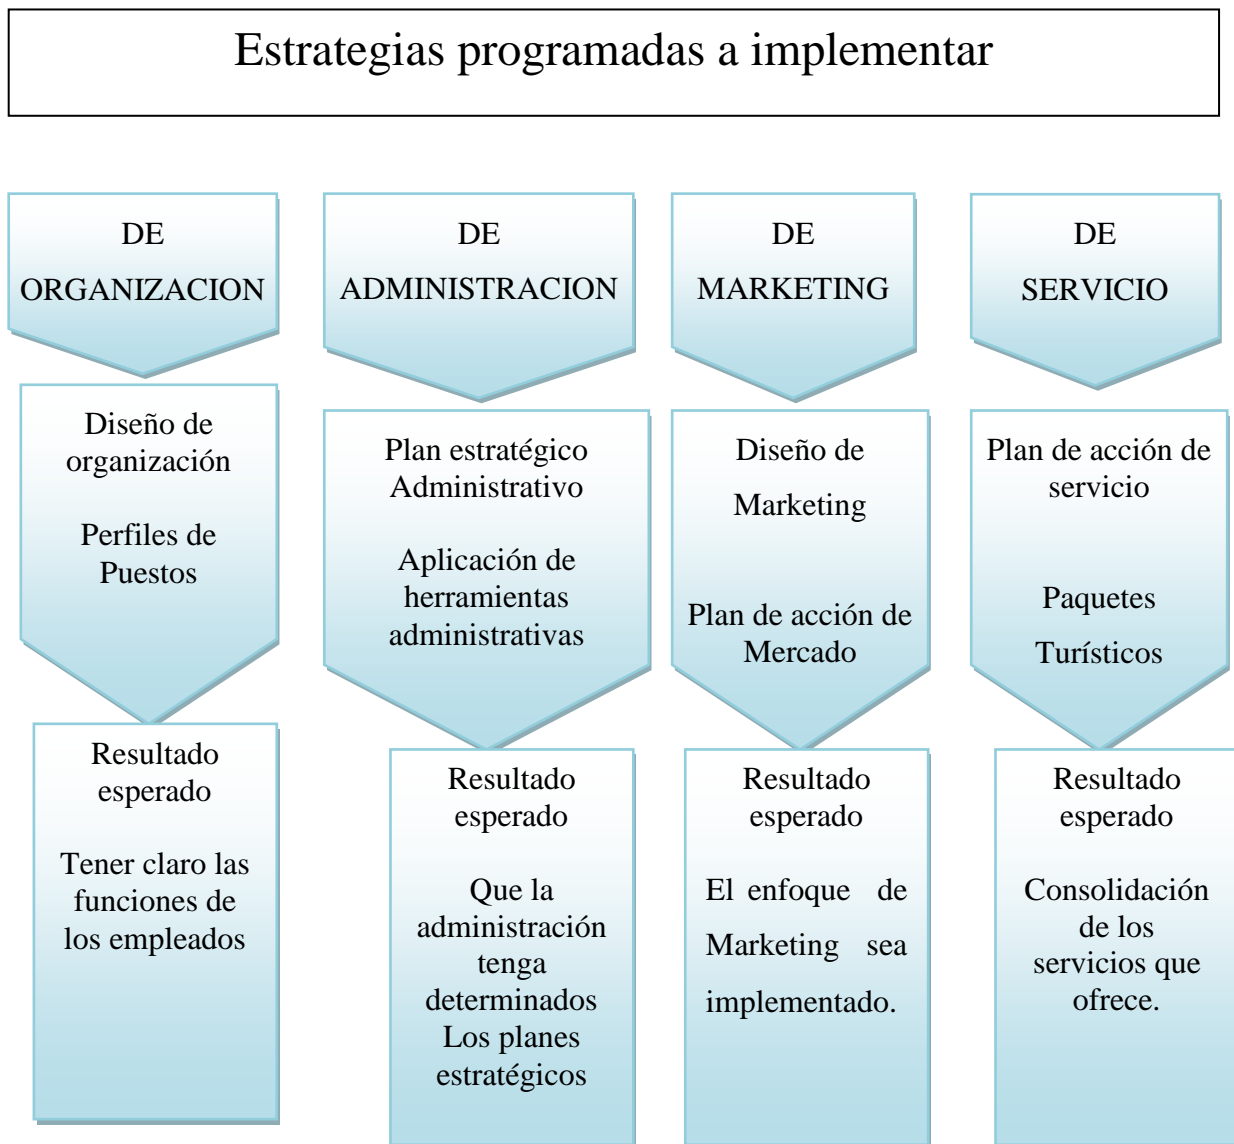 Estrategias programadas a implementar
DE
ORGANIZACION
Diseño de
organización
Perfiles de
Puestos
Resultado
esperado
Tener claro las
funciones de
los empleados
DE
ADMINISTRACION
Plan estratégico
Administrativo
Aplicación de
herramientas
administrativas
Resultado
esperado
Que la
administración
tenga
determinados
Los planes
estratégicos
DE
MARKETING
Diseño de
Marketing
Plan de acción de
Mercado
Resultado
esperado
El enfoque de
Marketing sea
implementado.
DE
SERVICIO
Plan de acción de
servicio
Paquetes
Turísticos
Resultado
esperado
Consolidación
de los
servicios que
ofrece.